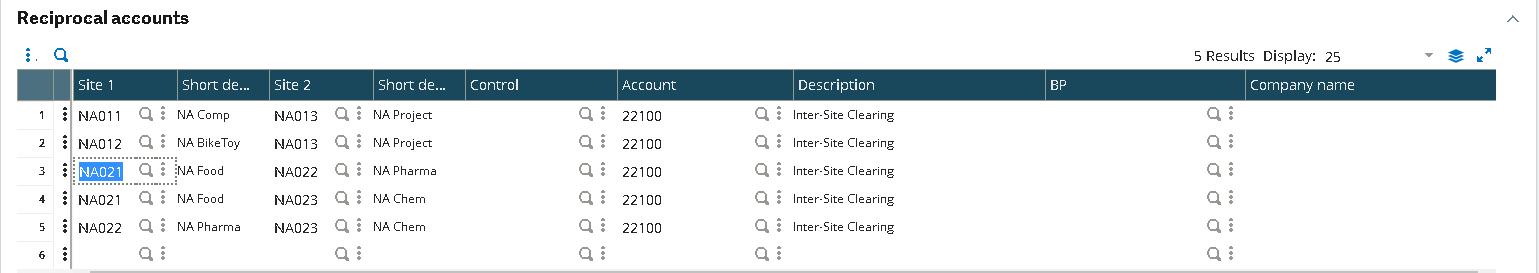 Reciprocal accounts
5 Results Display: 25
Site 1 Short de... Site 2 Short de... Control Account Description BP Company name
1 NA011 NA Comp NA013 NA Project 22100 Inter-Site Clearing
2 NA012 NA BikeToy NA013 NA Project 22100 Inter-Site Clearing
3 NA021 NA Food NA022 NA Pharma 22100 Inter-Site Clearing
4 NA021 NA Food NA023 NA Chem 22100 Inter-Site Clearing
5 NA022 NA Pharma NA023 NA Chem 22100 Inter-Site Clearing
6